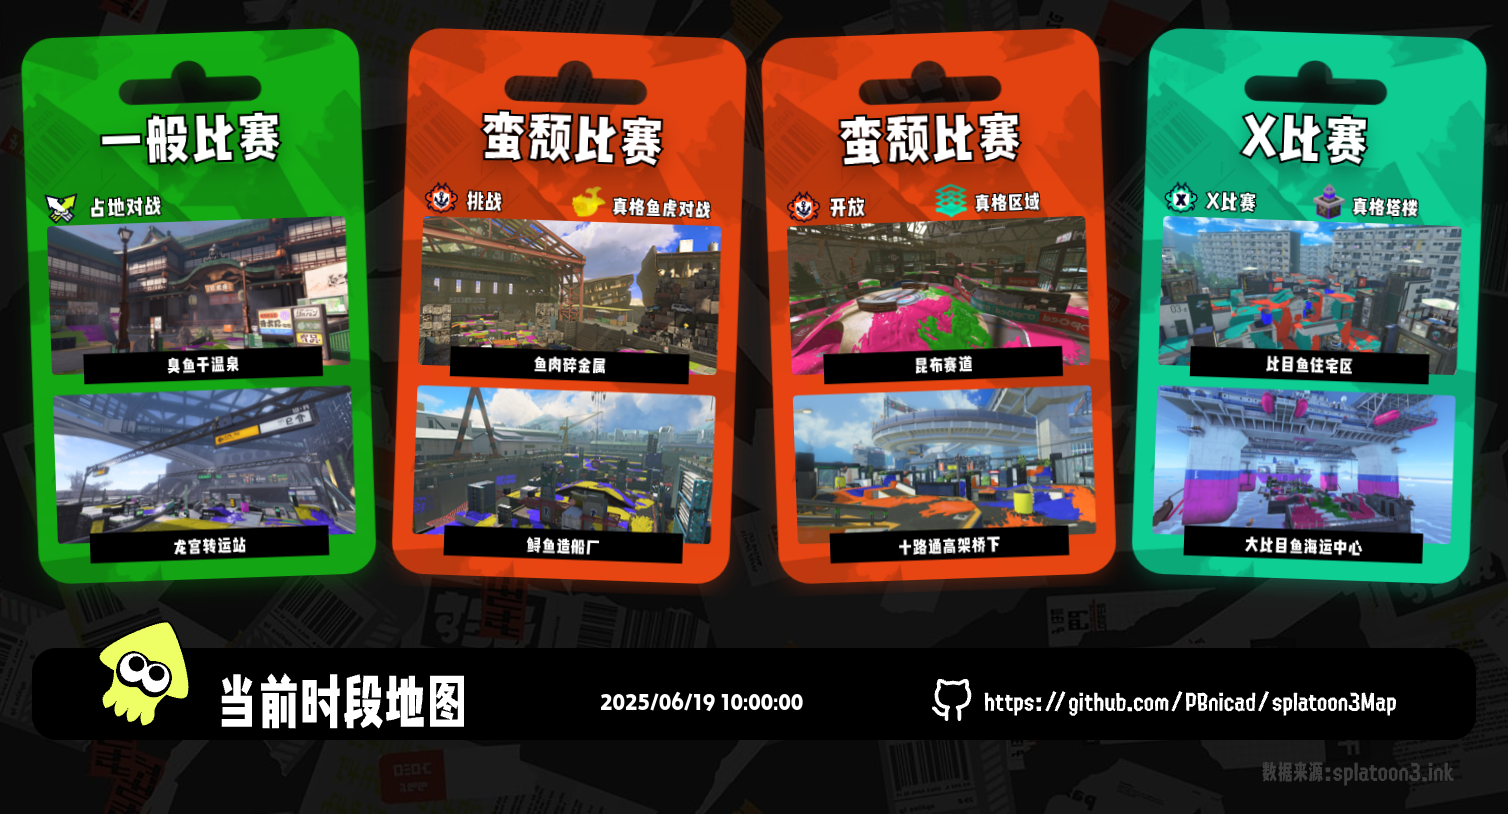 一般比赛
占地对战
臭鱼干温泉
龙宫转运站
蛮颓比赛
挑战
真格鱼虎对战
鱼肉碎金属
鲟鱼造船厂
蛮颓比赛
开放
真格区域
昆布赛道
十路通高架桥下
X比赛
X比赛
真格塔楼
比目鱼住宅区
大比目鱼海运中心
当前时段地图
2025/06/19 10:00:00
https://github.com/PBnicad/splatoon3Map
数据来源:splatoon3.ink